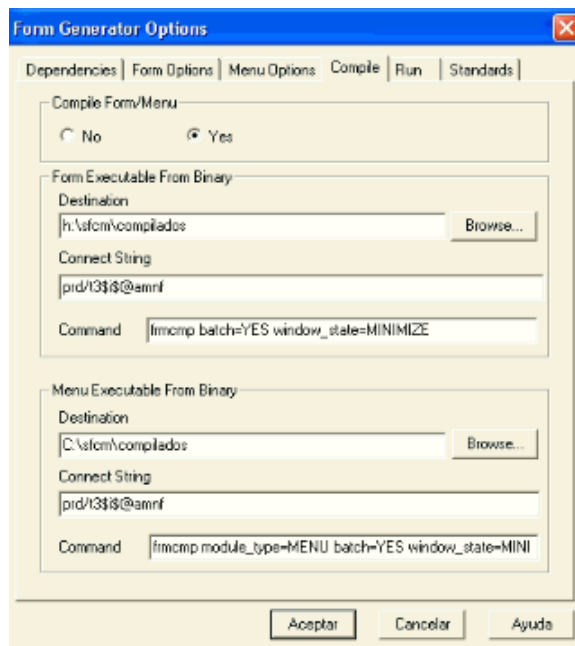 Form Generator Options
Dependencies Form Options Menu Options Compile Run Standards
Compile Form/Menu
No Yes
Form Executable From Binary
Destination
h:\sfcm\compilados Browse...
Connect String
prd/t3$i$@amnf
Command frmcmp batch=YES window_state=MINIMIZE
Menu Executable From Binary
Destination
C:\sfcm\compilados Browse...
Connect String
prd/t3$i$@amnf
Command frmcmp module_type=MENU batch=YES window_state=MINI
Aceptar Cancelar Ayuda